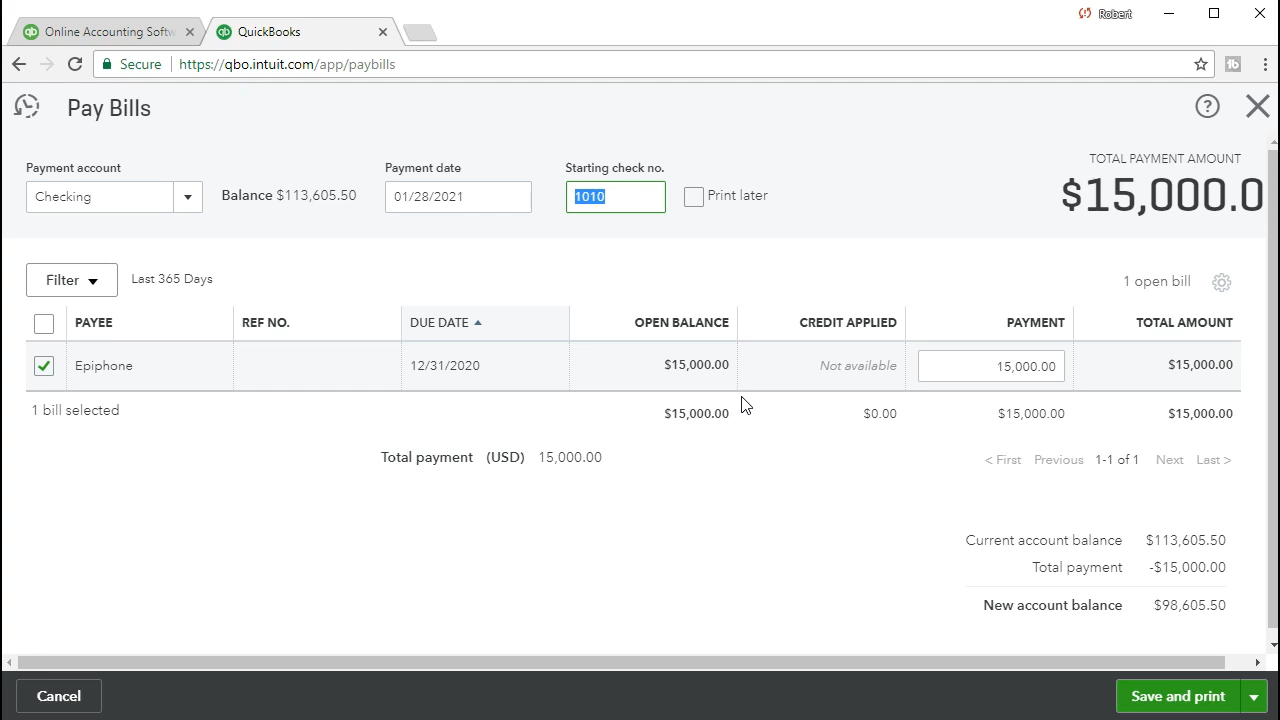 Robert
Online Accounting Softw
QuickBooks
Secure https://qbo.intuit.com/app/paybills
Pay Bills
Payment account
Payment date
Starting check no.
TOTAL PAYMENT AMOUNT
Checking
Balance $113,605.50
01/28/2021
1010
Print later
$15,000.0
Filter
Last 365 Days
1 open bill
PAYEE REF NO. DUE DATE OPEN BALANCE CREDIT APPLIED PAYMENT TOTAL AMOUNT
Epiphone 12/31/2020 $15,000.00 Not available 15,000.00 $15,000.00
1 bill selected $15,000.00 $0.00 $15,000.00 $15,000.00
Total payment (USD) 15,000.00
< First Previous 1-1 of 1 Next Last >
Current account balance $113,605.50
Total payment -$15,000.00
New account balance $98,605.50
Cancel
Save and print